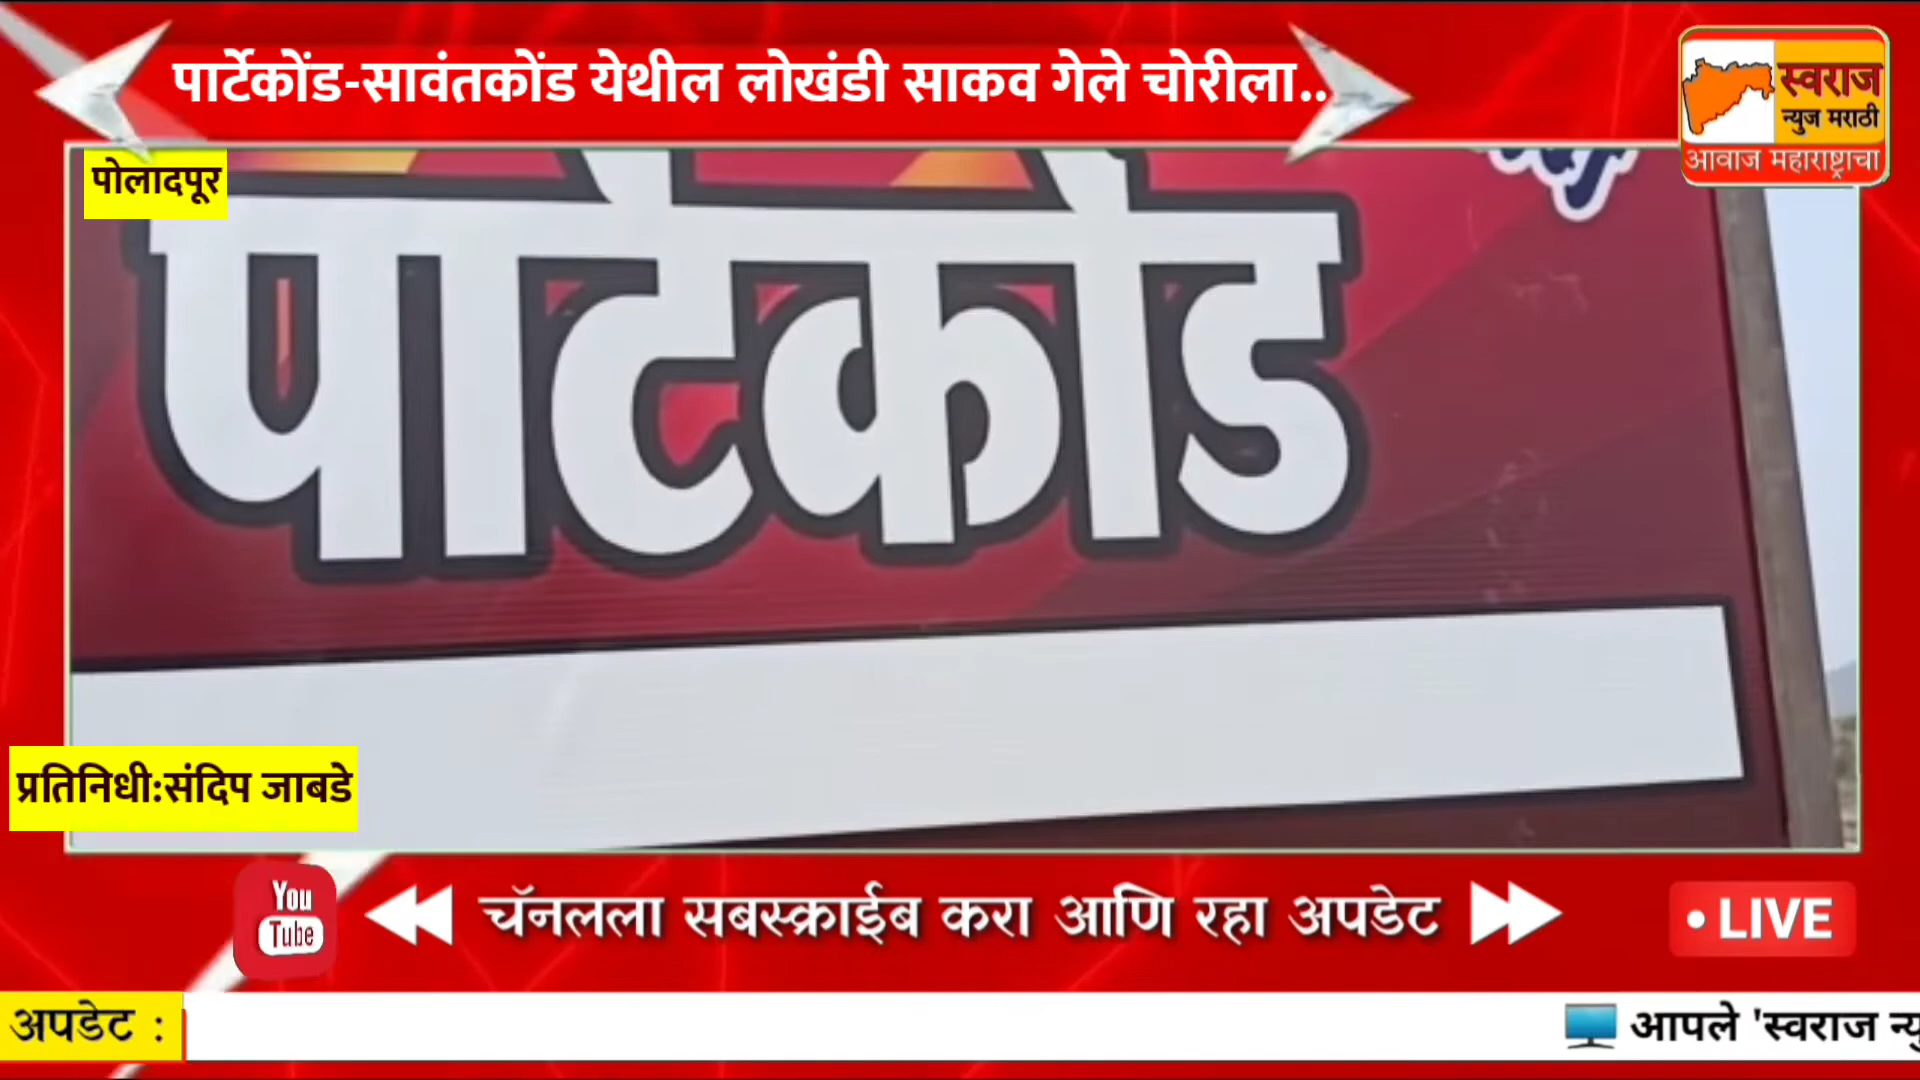 पार्टेकोंड-सावंतकोंड येथील लोखंडी साकव गेले चोरीला..
स्वराज
न्युज मराठी
आवाज महाराष्ट्राचा
पोलादपूर
प्रतिनिधी:संदिप जाबडे
You
Tube
चॅनलला सबस्क्राईब करा आणि रहा अपडेट
• LIVE
अपडेट :
आपले 'स्वराज